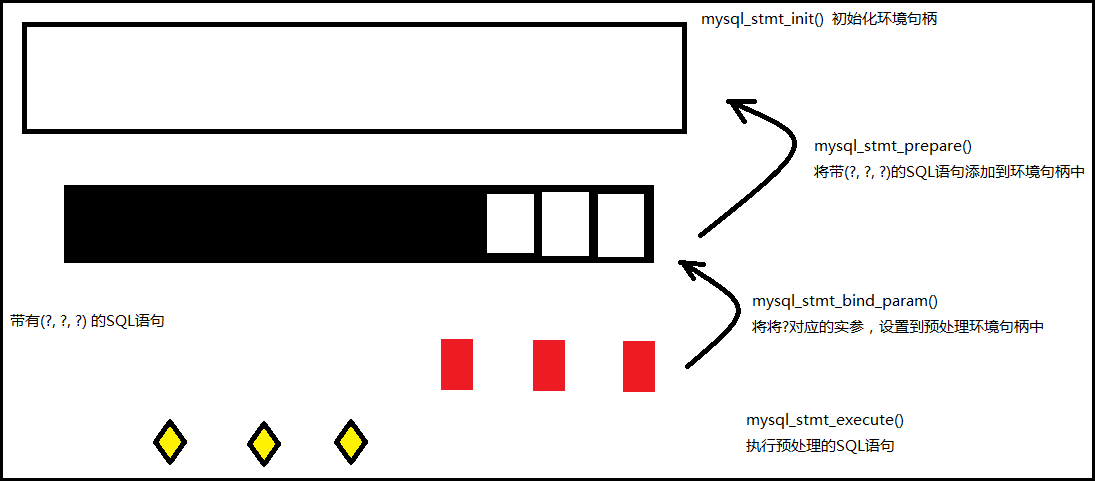 mysql_stmt_init() 初始化环境句柄
mysql_stmt_prepare()
将带(?, ?, ?)的SQL语句添加到环境句柄中
mysql_stmt_bind_param()
将将?对应的实参，设置到预处理环境句柄中
带有(?, ?, ?) 的SQL语句
mysql_stmt_execute()
执行预处理的SQL语句